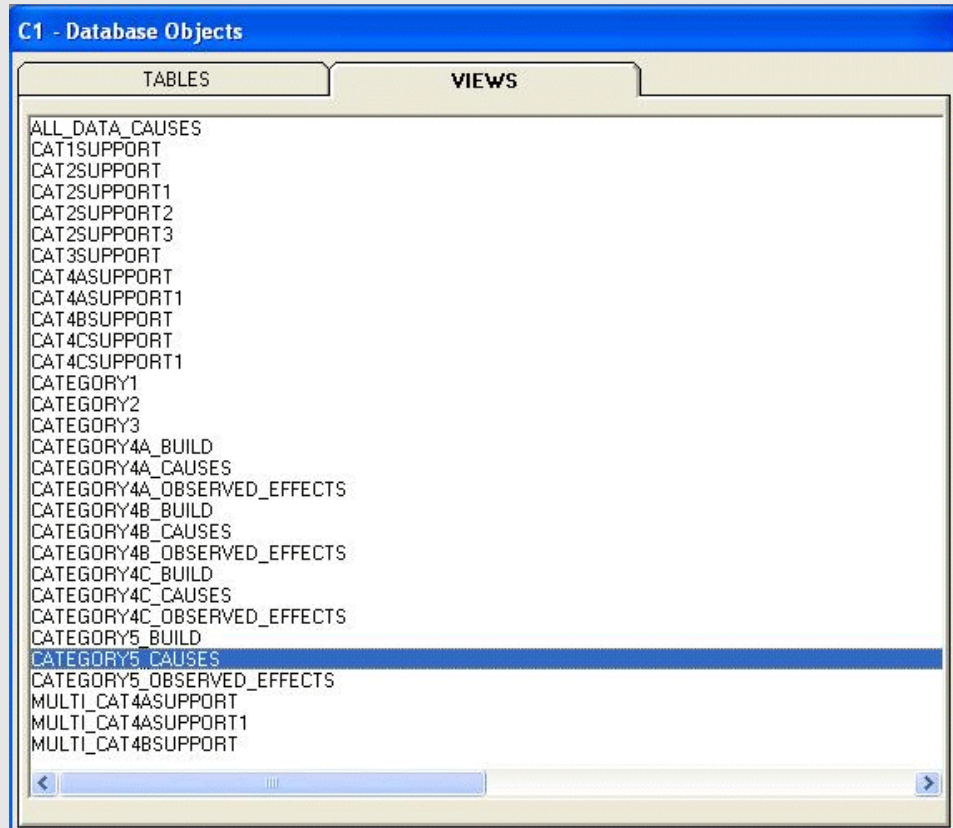 C1 - Database Objects
TABLES VIEWS
ALL_DATA_CAUSES
CAT1SUPPORT
CAT2SUPPORT
CAT2SUPPORT1
CAT2SUPPORT2
CAT2SUPPORT3
CAT3SUPPORT
CAT4ASUPPORT
CAT4ASUPPORT1
CAT4BSUPPORT
CAT4CSUPPORT
CAT4CSUPPORT1
CATEGORY1
CATEGORY2
CATEGORY3
CATEGORY4A_BUILD
CATEGORY4A_CAUSES
CATEGORY4A_OBSERVED_EFFECTS
CATEGORY4B_BUILD
CATEGORY4B_CAUSES
CATEGORY4B_OBSERVED_EFFECTS
CATEGORY4C_BUILD
CATEGORY4C_CAUSES
CATEGORY4C_OBSERVED_EFFECTS
CATEGORY5_BUILD
CATEGORY5_CAUSES
CATEGORY5_OBSERVED_EFFECTS
MULTI_CAT4ASUPPORT
MULTI_CAT4ASUPPORT1
MULTI_CAT4BSUPPORT